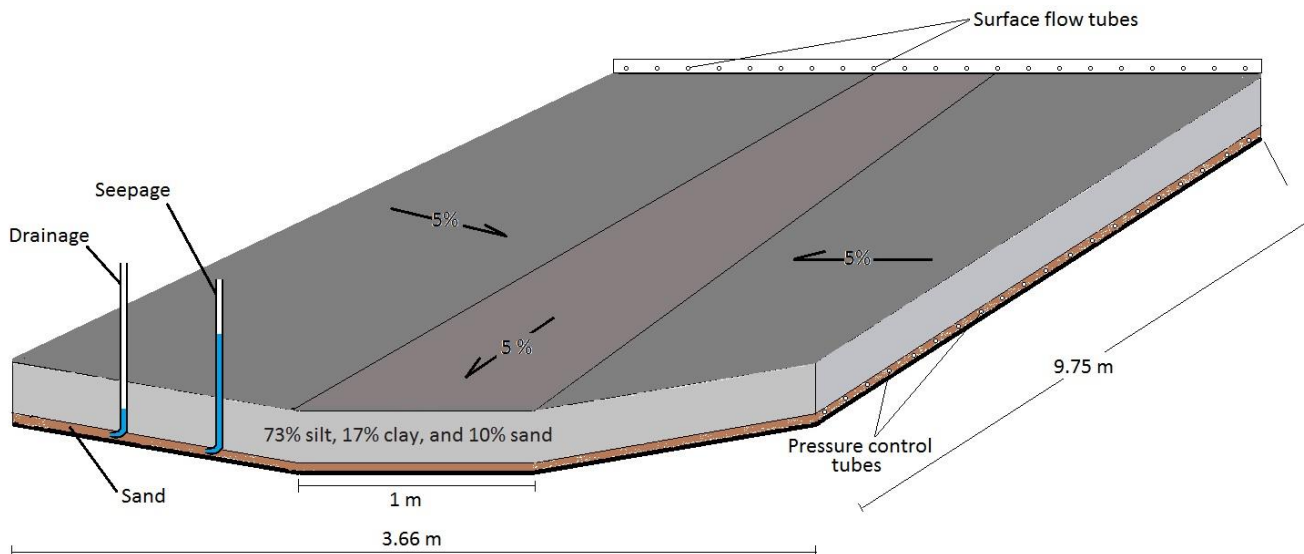 Surface flow tubes
Seepage
Drainage
5%
5%
5 %
9.75 m
73% silt, 17% clay, and 10% sand
Pressure control
tubes
Sand
1 m
3.66 m